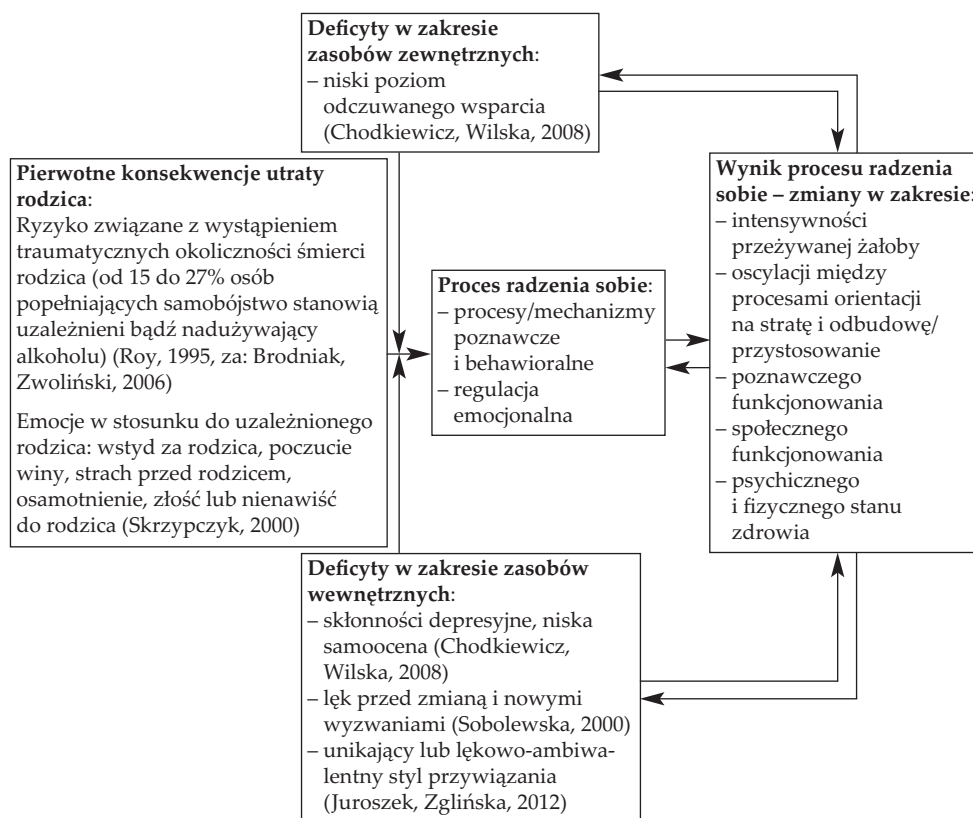 Deficyty w zakresie
zasobów zewnętrznych:
– niski poziom
odczuwanego wsparcia
(Chodkiewicz, Wilska, 2008)
Pierwotne konsekwencje utraty
rodzica:
Ryzyko związane z wystąpieniem
traumatycznych okoliczności śmierci
rodzica (od 15 do 27% osób
popełniających samobójstwo stanowią
uzależnieni bądź nadużywający
alkoholu) (Roy, 1995, za: Brodniak,
Zwoliński, 2006)
Emocje w stosunku do uzależnionego
rodzica: wstyd za rodzica, poczucie
winy, strach przed rodzicem,
osamotnienie, złość lub nienawiść
do rodzica (Skrzypczyk, 2000)
Proces radzenia sobie:
– procesy/mechanizmy
poznawcze
i behawioralne
– regulacja
emocjonalna
Wynik procesu radzenia
sobie – zmiany w zakresie:
– intensywności
przeżywanej żałoby
– oscylacji między
procesami orientacji
na stratę i odbudowę/
przystosowanie
– poznawczego
funkcjonowania
– społecznego
funkcjonowania
– psychicznego
i fizycznego stanu
zdrowia
Deficyty w zakresie zasobów
wewnętrznych:
– skłonności depresyjne, niska
samoocena (Chodkiewicz,
Wilska, 2008)
– lęk przed zmianą i nowymi
wyzwaniami (Sobolewska, 2000)
– unikający lub lękowo-ambiwa-
lentny styl przywiązania
(Juroszek, Zglińska, 2012)